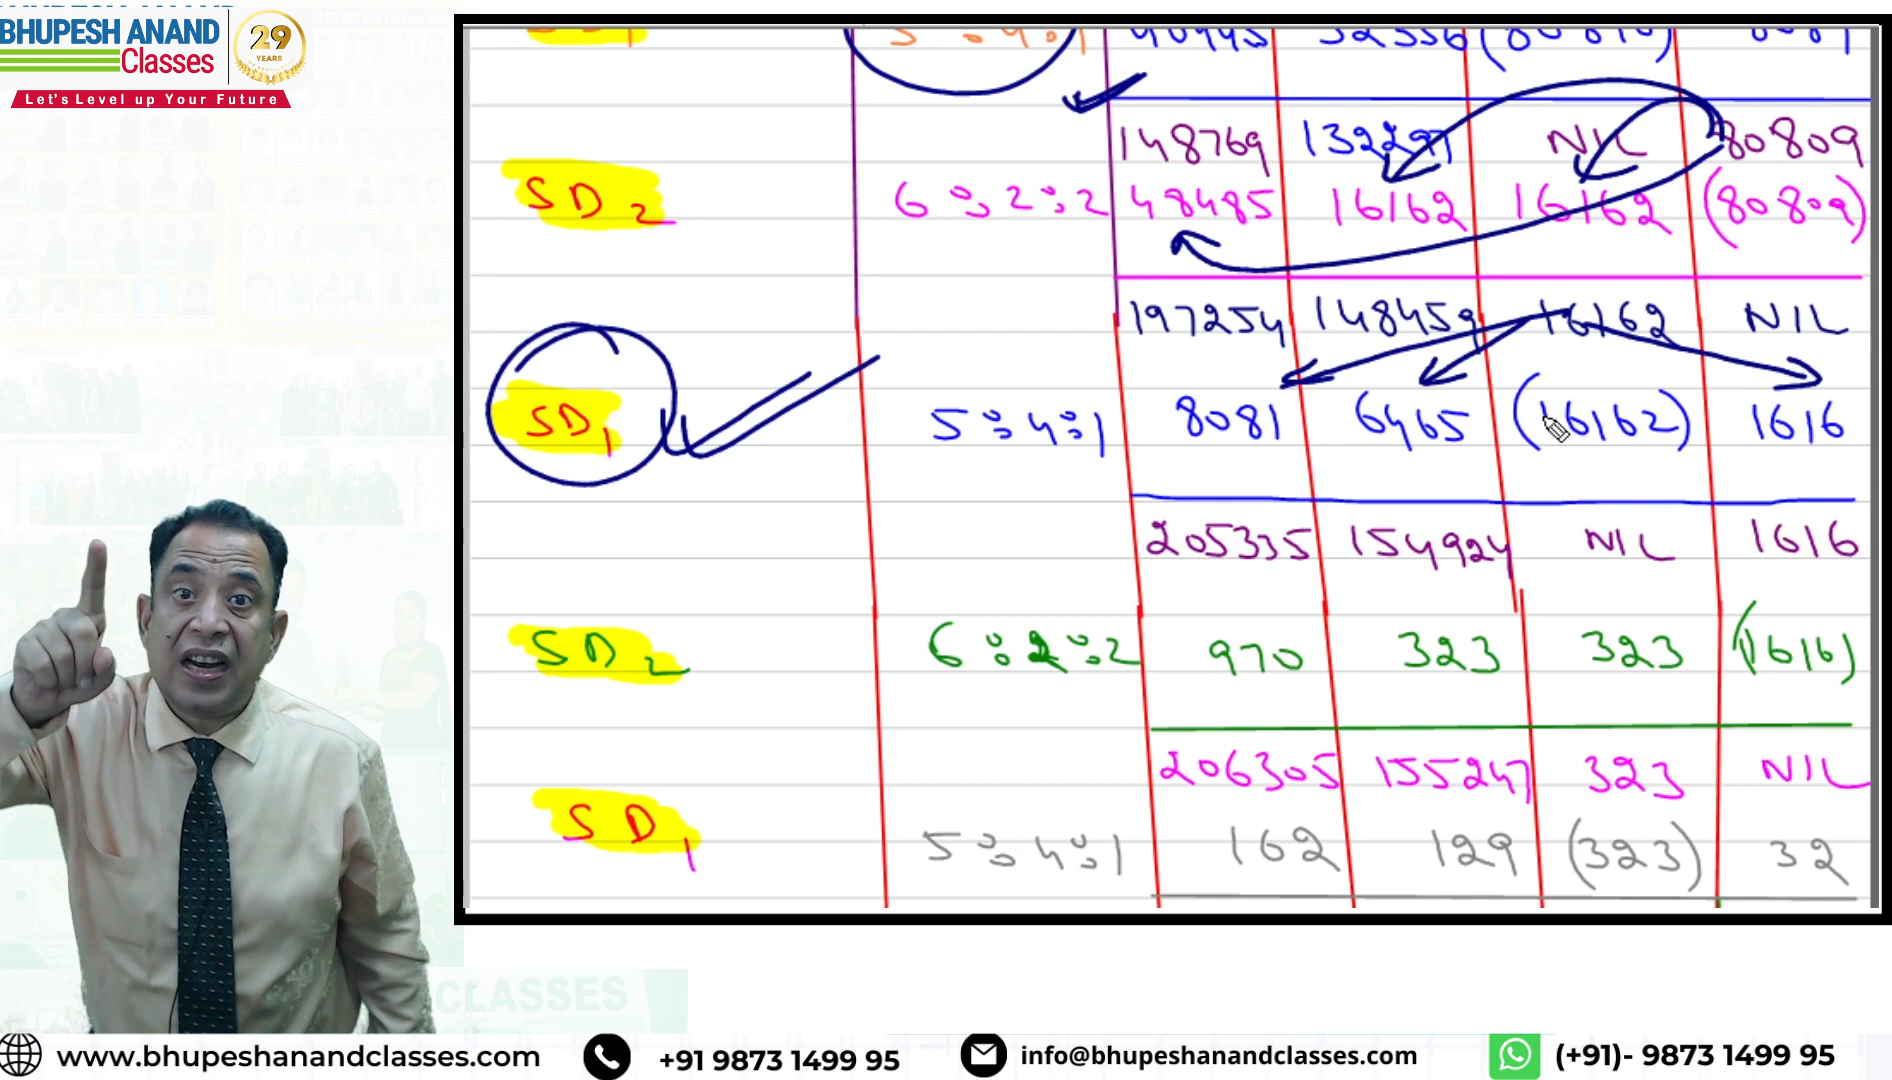 BHUPESH ANAND
Classes
29
YEARS
Let's Level up Your Future
148769 132297 NIL 80809
SD2 6:2:2 48485 16162 16162 (80809)
197254 148459 16162 NIL
SD1 5:4:1 8081 6465 (16162) 1616
205335 154924 NIL 1616
SD2 6:2:2 970 323 323 (1616)
206305 155247 323 NIL
SD1 5:4:1 162 129 (323) 32
CLASSES
www.bhupeshanandclasses.com
+91 9873 1499 95
info@bhupeshanandclasses.com
(+91)- 9873 1499 95